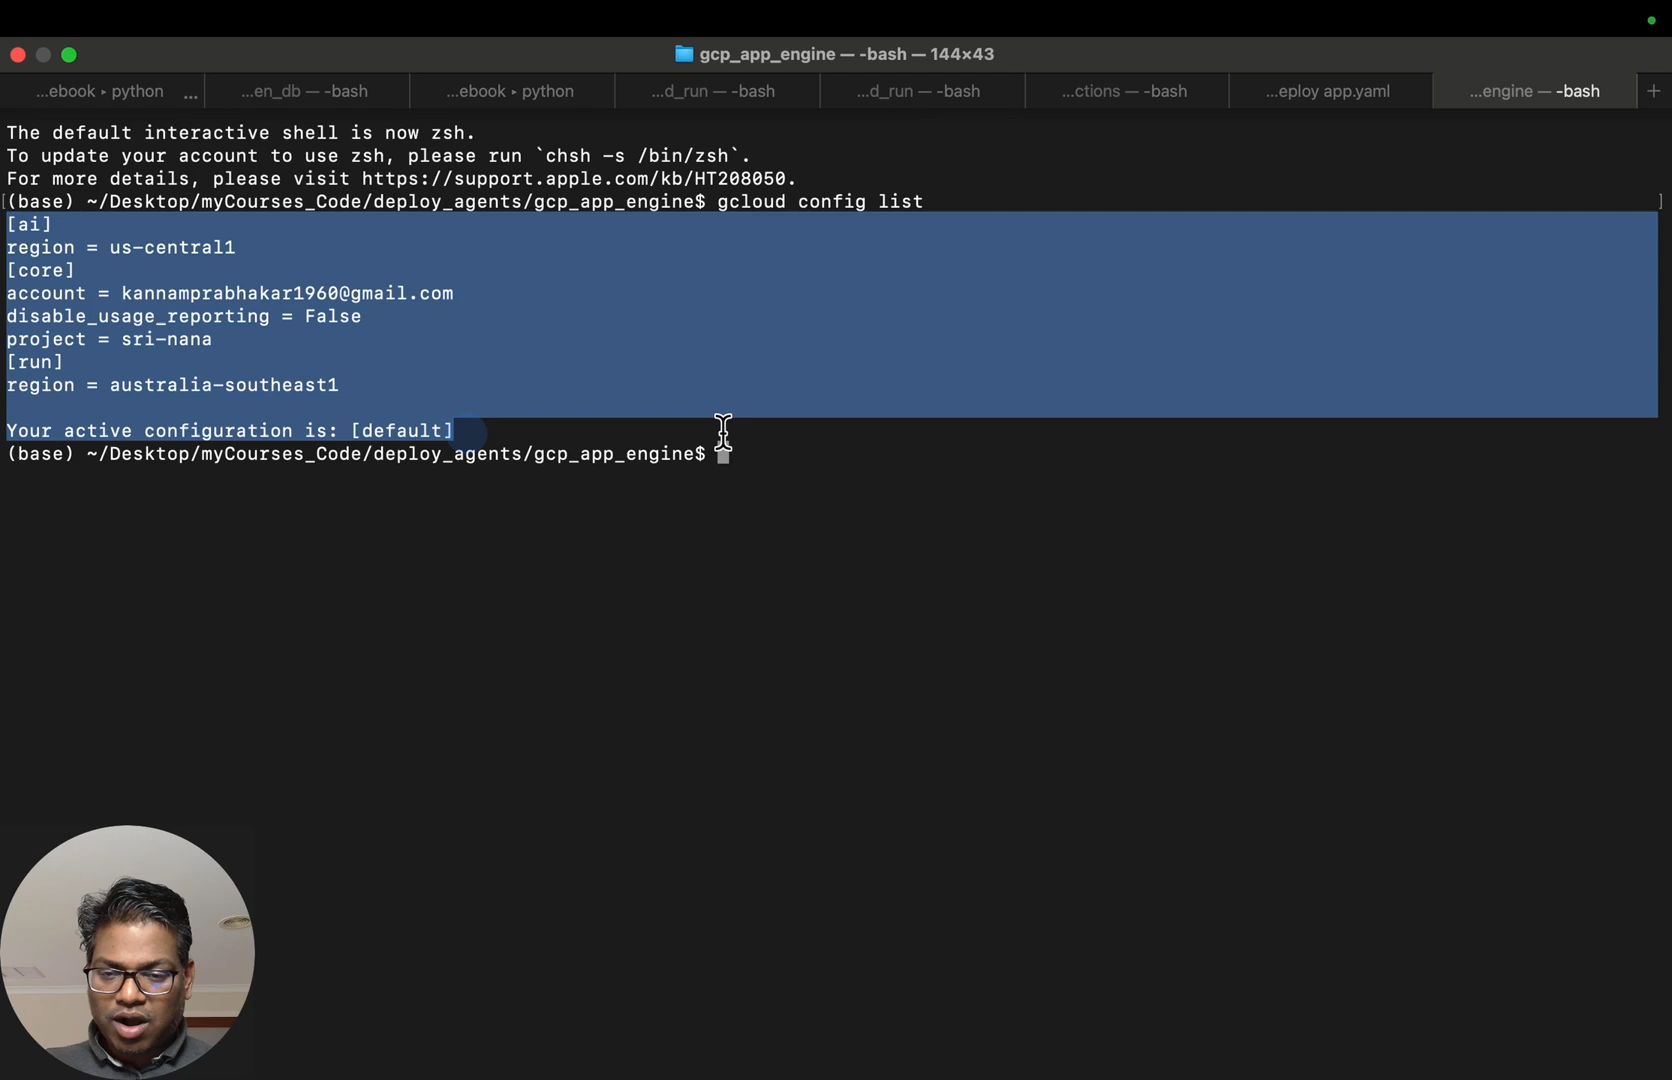 gcp_app_engine — -bash — 144×43
...ebook ▸ python ...
...en_db — -bash
...ebook ▸ python
...d_run — -bash
...d_run — -bash
...ctions — -bash
...eploy app.yaml
...engine — -bash
+
The default interactive shell is now zsh.
To update your account to use zsh, please run `chsh -s /bin/zsh`.
For more details, please visit https://support.apple.com/kb/HT208050.
[(base) ~/Desktop/myCourses_Code/deploy_agents/gcp_app_engine$ gcloud config list ]
[ai]
region = us-central1
[core]
account = kannamprabhakar1960@gmail.com
disable_usage_reporting = False
project = sri-nana
[run]
region = australia-southeast1
Your active configuration is: [default]
(base) ~/Desktop/myCourses_Code/deploy_agents/gcp_app_engine$